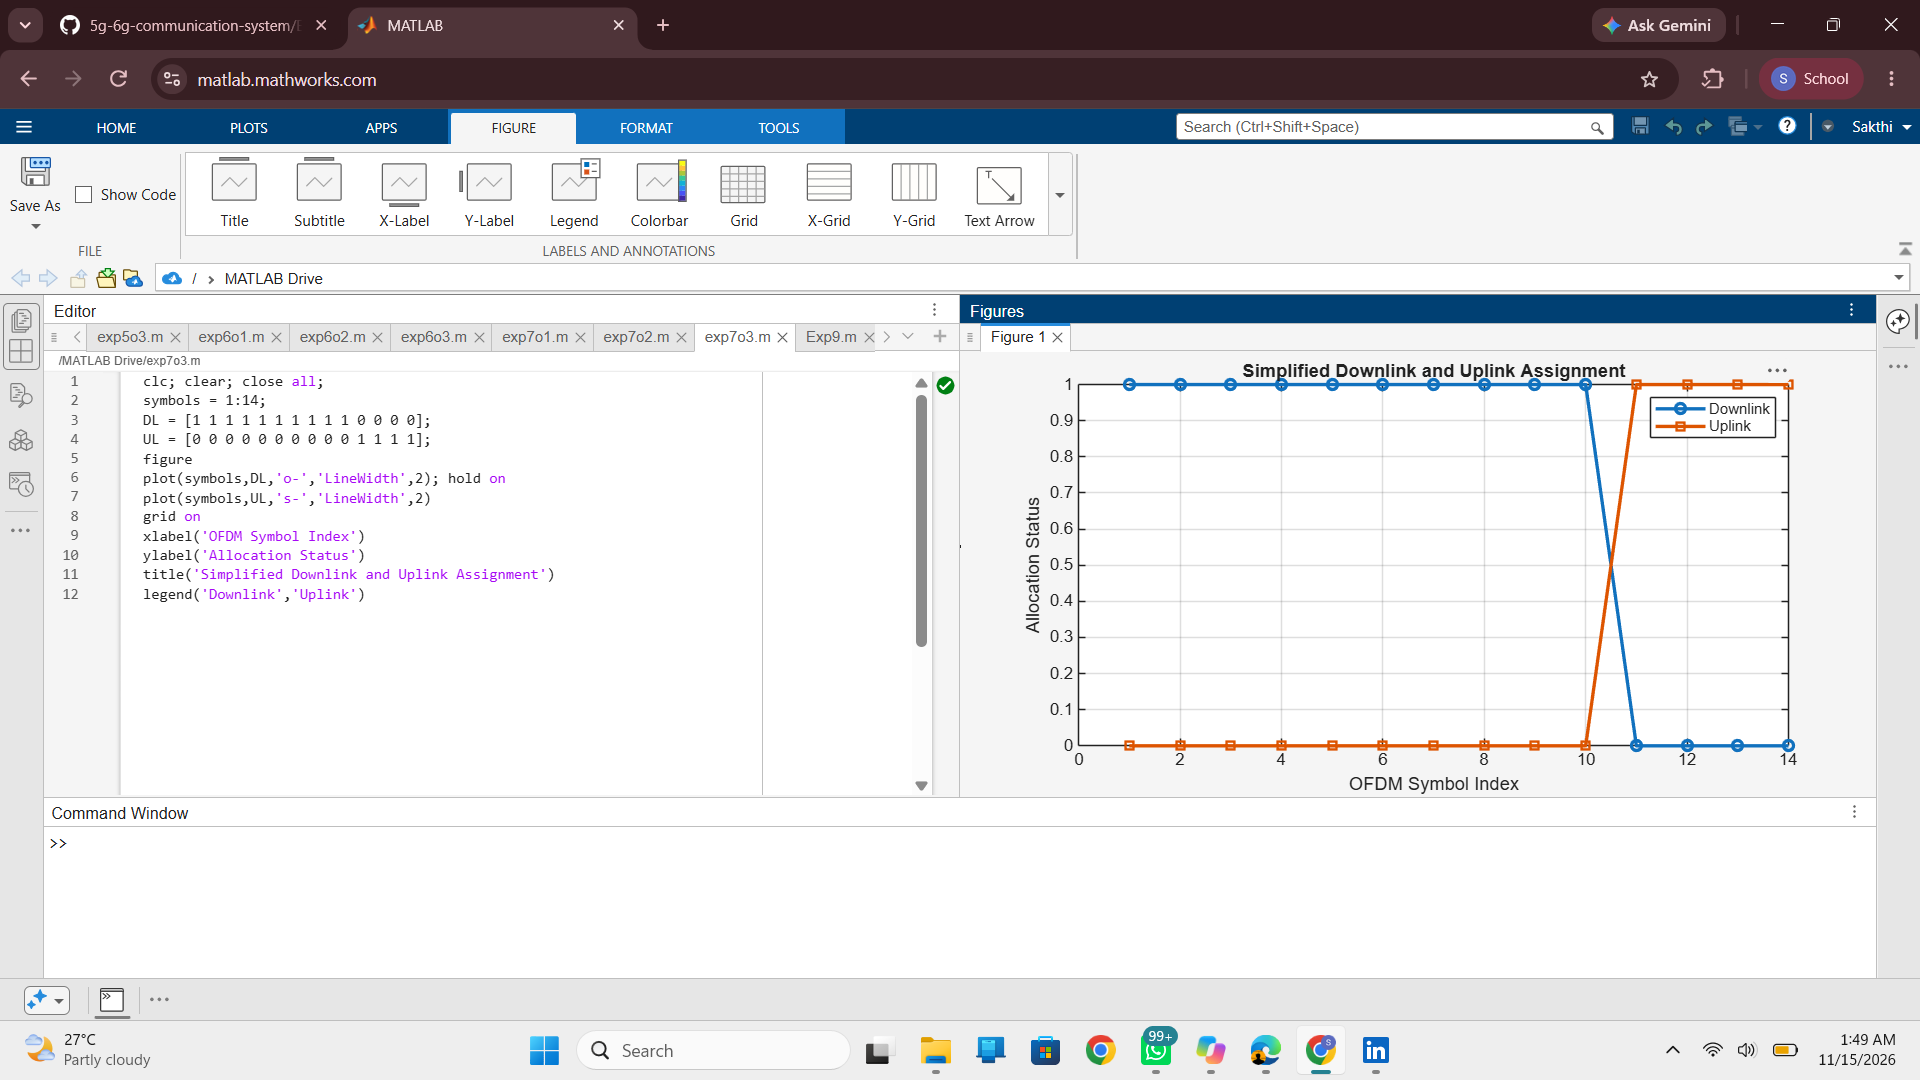 5g-6g-communication-system/
MATLAB
Ask Gemini
matlab.mathworks.com
S School
HOME PLOTS APPS FIGURE FORMAT TOOLS
Search (Ctrl+Shift+Space)
Sakthi
Save As
Show Code
Title Subtitle X-Label Y-Label Legend Colorbar Grid X-Grid Y-Grid Text Arrow
FILE
LABELS AND ANNOTATIONS
/ › MATLAB Drive
Editor
exp5o3.m exp6o1.m exp6o2.m exp6o3.m exp7o1.m exp7o2.m exp7o3.m Exp9.m
/MATLAB Drive/exp7o3.m
1 clc; clear; close all;
2 symbols = 1:14;
3 DL = [1 1 1 1 1 1 1 1 1 1 0 0 0 0];
4 UL = [0 0 0 0 0 0 0 0 0 0 1 1 1 1];
5 figure
6 plot(symbols,DL,'o-','LineWidth',2); hold on
7 plot(symbols,UL,'s-','LineWidth',2)
8 grid on
9 xlabel('OFDM Symbol Index')
10 ylabel('Allocation Status')
11 title('Simplified Downlink and Uplink Assignment')
12 legend('Downlink','Uplink')
Figures
Figure 1
Simplified Downlink and Uplink Assignment
Downlink
Uplink
Allocation Status
1
0.9
0.8
0.7
0.6
0.5
0.4
0.3
0.2
0.1
0
0 2 4 6 8 10 12 14
OFDM Symbol Index
Command Window
>>
27°C
Partly cloudy
Search
99+
1:49 AM
11/15/2026